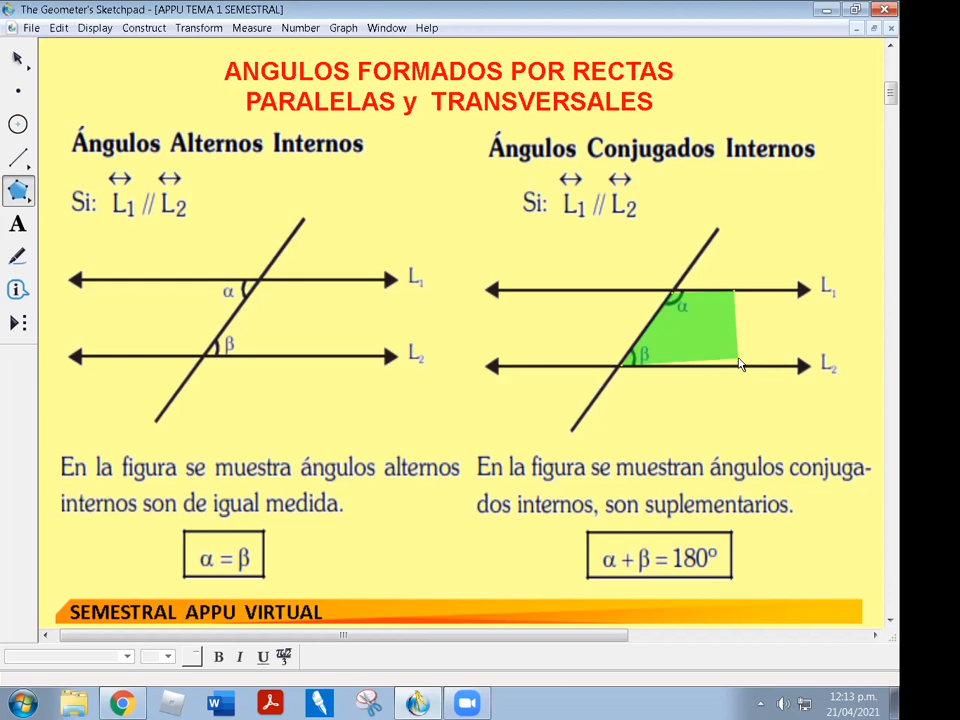 The Geometer's Sketchpad - [APPU TEMA 1 SEMESTRAL]
File Edit Display Construct Transform Measure Number Graph Window Help
ANGULOS FORMADOS POR RECTAS
PARALELAS y TRANSVERSALES
Ángulos Alternos Internos
Si: L1 // L2
α
β
L1
L2
En la figura se muestra ángulos alternos
internos son de igual medida.
α = β
Ángulos Conjugados Internos
Si: L1 // L2
α
β
L1
L2
En la figura se muestran ángulos conjuga-
dos internos, son suplementarios.
α + β = 180°
SEMESTRAL APPU VIRTUAL
A
B I U
12:13 p.m.
21/04/2021